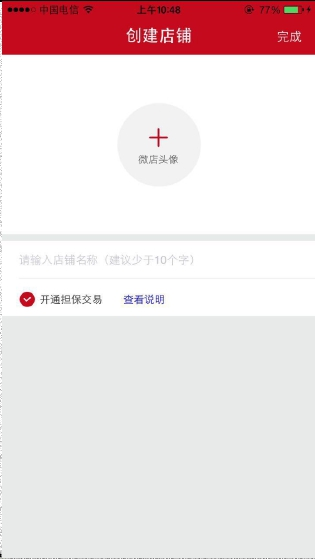 中国电信 上午10:48 77%
创建店铺 完成
微店头像
请输入店铺名称（建议少于10个字）
开通担保交易 查看说明